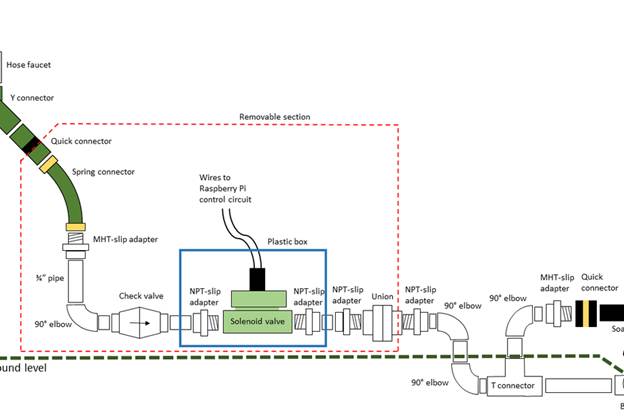 Hose faucet
Y connector
Removable section
Quick connector
Spring connector
Wires to
Raspberry Pi
control circuit
Plastic box
MHT-slip adapter
¾" pipe
Check valve
NPT-slip
adapter
NPT-slip
adapter
NPT-slip
adapter
Union
NPT-slip
adapter
90° elbow
Solenoid valve
90° elbow
90° elbow
MHT-slip
adapter
Quick
connector
Soa
ound level
90° elbow
T connector
B